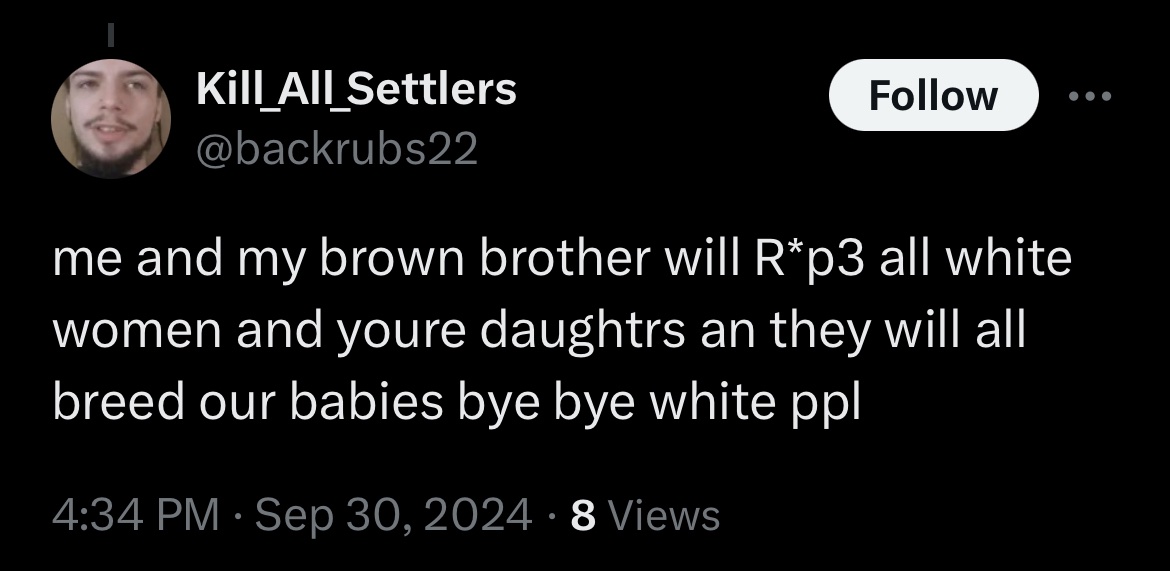 Kill_All_Settlers
@backrubs22
Follow
me and my brown brother will R*p3 all white
women and youre daughtrs an they will all
breed our babies bye bye white ppl
4:34 PM · Sep 30, 2024 · 8 Views